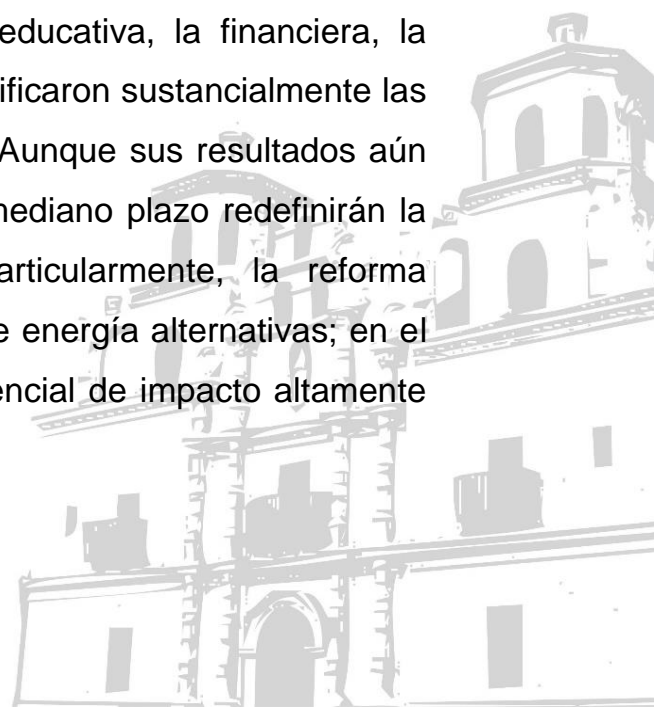 educativa, la financiera, la
ificaron sustancialmente las
Aunque sus resultados aún
mediano plazo redefinirán la
articularmente, la reforma
e energía alternativas; en el
encial de impacto altamente